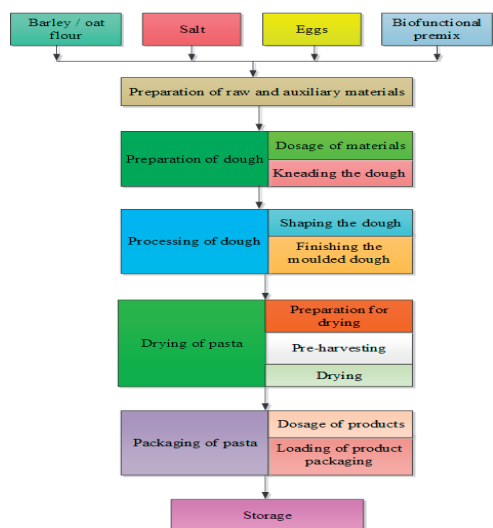 Barley / oat
flour
Salt
Eggs
Biofunctional
premix
Preparation of raw and auxiliary materials
Preparation of dough
Dosage of materials
Kneading the dough
Processing of dough
Shaping the dough
Finishing the
moulded dough
Drying of pasta
Preparation for
drying
Pre-harvesting
Drying
Packaging of pasta
Dosage of products
Loading of product
packaging
Storage